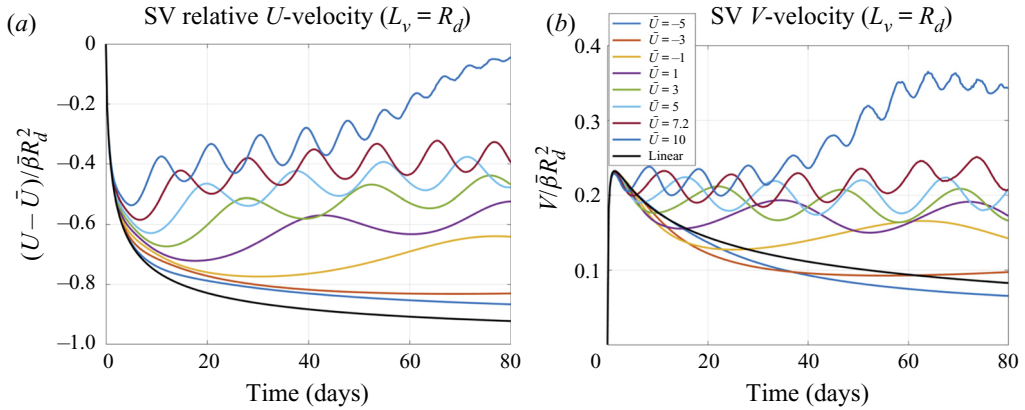 (a)
SV relative U-velocity (L_v = R_d)
(U – Ū)/β̄R_d^2
0
–0.2
–0.4
–0.6
–0.8
–1.0
0
20
40
60
80
Time (days)
(b)
SV V-velocity (L_v = R_d)
V/β̄R_d^2
0.4
0.3
0.2
0.1
Ū = –5
Ū = –3
Ū = –1
Ū = 1
Ū = 3
Ū = 5
Ū = 7.2
Ū = 10
Linear
0
20
40
60
80
Time (days)